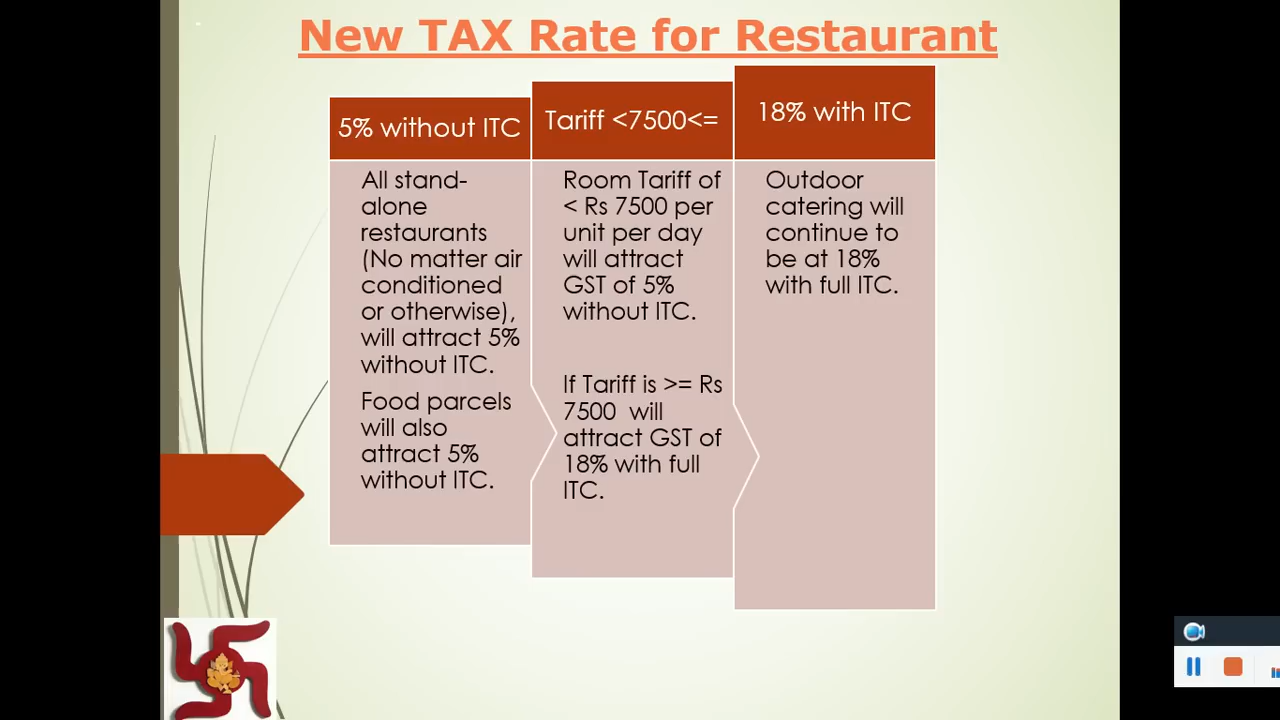 New TAX Rate for Restaurant
5% without ITC
All stand-
alone
restaurants
(No matter air
conditioned
or otherwise),
will attract 5%
without ITC.
Food parcels
will also
attract 5%
without ITC.
Tariff <7500<=
Room Tariff of
< Rs 7500 per
unit per day
will attract
GST of 5%
without ITC.
If Tariff is >= Rs
7500 will
attract GST of
18% with full
ITC.
18% with ITC
Outdoor
catering will
continue to
be at 18%
with full ITC.